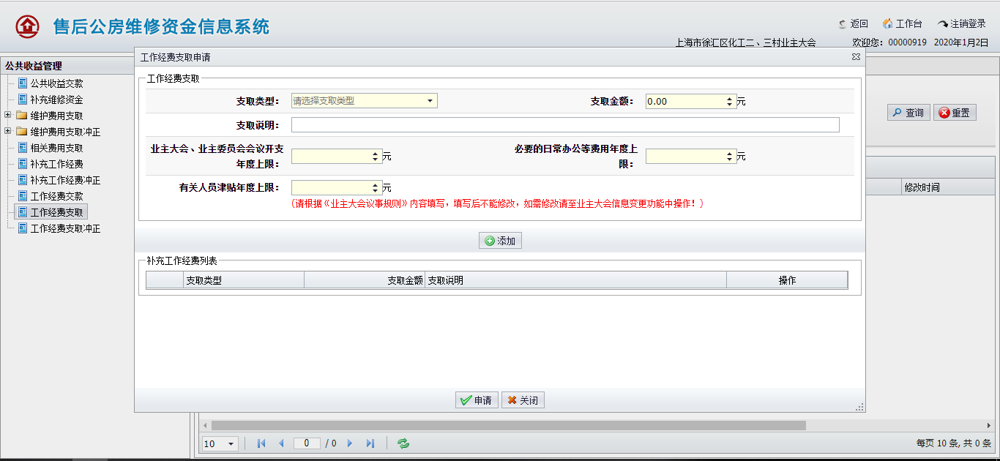 售后公房维修资金信息系统
返回 工作台 注销登录
上海市徐汇区化工二、三村业主大会 欢迎您：00000919 2020年1月2日
公共收益管理
公共收益交款
补充维修资金
维护费用支取
维护费用支取冲正
相关费用支取
补充工作经费
补充工作经费冲正
工作经费交款
工作经费支取
工作经费支取冲正
工作经费支取申请
工作经费支取
支取类型： 请选择支取类型 支取金额： 0.00 元
支取说明：
业主大会、业主委员会会议开支
年度上限： 元
必要的日常办公等费用年度上
限： 元
有关人员津贴年度上限： 元
（请根据《业主大会议事规则》内容填写，填写后不能修改，如需修改请至业主大会信息变更功能中操作！）
添加
补充工作经费列表
支取类型 支取金额 支取说明 操作
申请 关闭
查询 重置
修改时间
10 0 / 0 每页 10 条, 共 0 条